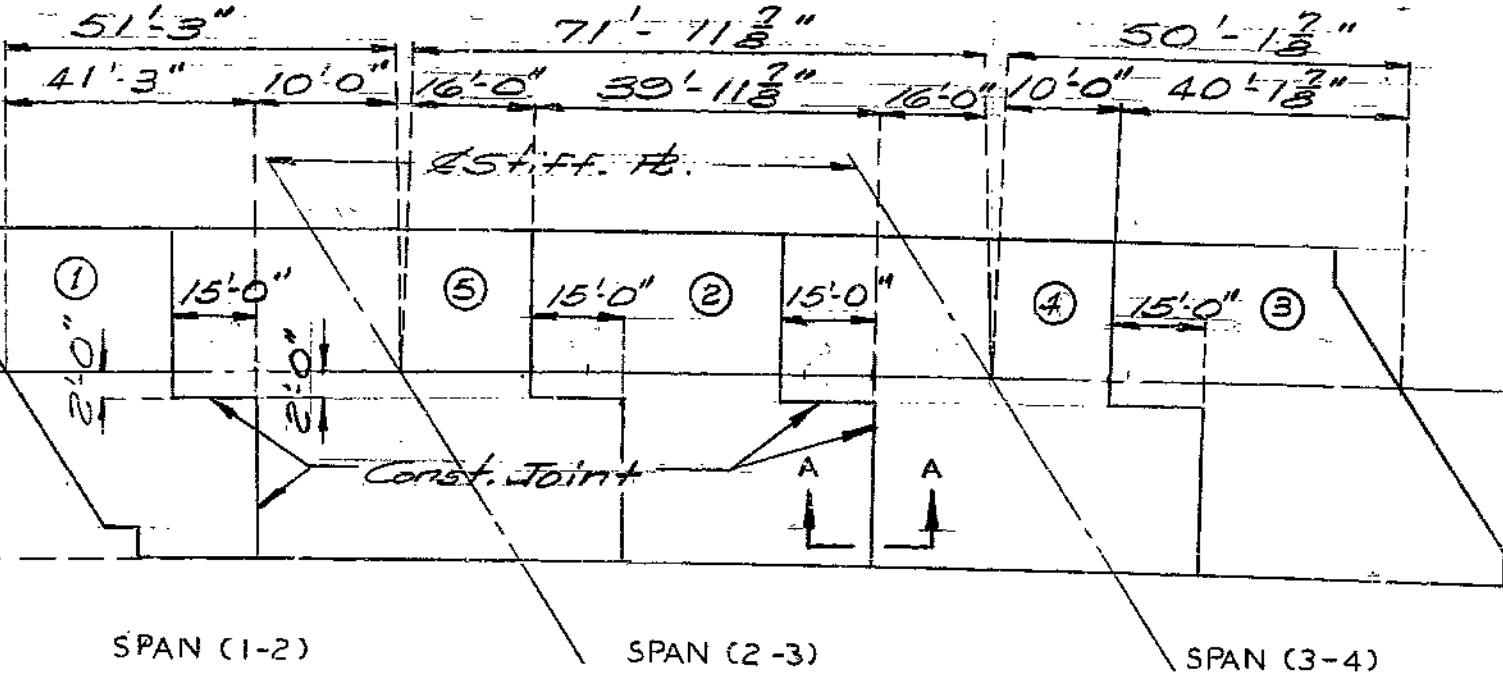 51'-3" 71'-11 7/8" 50'-1 7/8"
41'-3" 10'-0" 16'-0" 39'-11 7/8" 16'-0" 10'-0" 40'-1 7/8"
℄ Stiff. ℞.
1 5 2 4 3
15'-0" 15'-0" 15'-0" 15'-0"
2'-0" 2'-0"
Const. Joint
A A
SPAN (1-2) SPAN (2-3) SPAN (3-4)